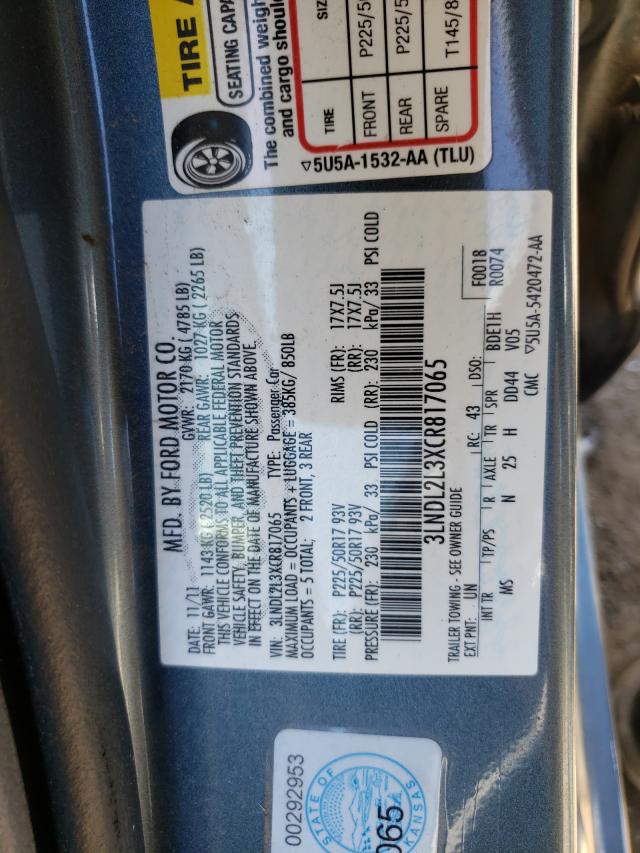 TIRE
SEATING CAPA
The combined weigh
and cargo should
TIRE SIZ
FRONT P225/50
REAR P225/5
SPARE T145/8
▽5U5A-1532-AA (TLU)
MFD. BY FORD MOTOR CO.
DATE: 11/11 GVWR: 2170 KG (4785 LB)
FRONT GAWR: 1143 KG (2520 LB) REAR GAWR: 1027 KG (2265 LB)
THIS VEHICLE CONFORMS TO ALL APPLICABLE FEDERAL MOTOR
VEHICLE SAFETY, BUMPER, AND THEFT PREVENTION STANDARDS
IN EFFECT ON THE DATE OF MANUFACTURE SHOWN ABOVE.
VIN: 3LNDL2L3XCR817065 TYPE: Passenger Car
MAXIMUM LOAD = OCCUPANTS + LUGGAGE = 385KG/ 850LB
OCCUPANTS = 5 TOTAL; 2 FRONT, 3 REAR
TIRE (FR): P225/50R17 93V RIMS (FR): 17X7.5J
(RR): P225/50R17 93V (RR): 17X7.5J
PRESSURE (FR): 230 kPa/ 33 PSI COLD (RR): 230 kPa/ 33 PSI COLD
3LNDL2L3XCR817065
TRAILER TOWING - SEE OWNER GUIDE F0018
EXT PNT: UN RC: 43 DSO: R0074
INT TR TP/PS R AXLE TR SPR BDE1H
MS N 25 H DD44 V05
CMC ▽5U5A-5420472-AA
00292953
STATE OF
KANSAS
065